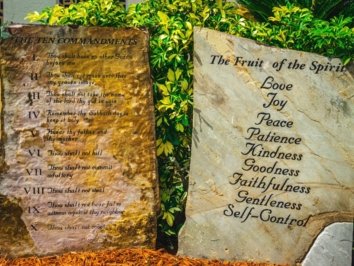 THE TEN COMMANDMENTS
I Thou shalt have no other Gods
before me
II Thou shalt not make unto thee
any graven image
III Thou shalt not take the name
of the Lord thy God in vain
IV Remember the Sabbath day to
keep it holy
V Honor thy father and
thy mother
VI Thou shalt not kill
VII Thou shalt not commit
adultery
VIII Thou shalt not steal
IX Thou shalt not bear false
witness against thy neighbor
X Thou shalt not covet
The Fruit of the Spirit
Love
Joy
Peace
Patience
Kindness
Goodness
Faithfulness
Gentleness
Self-Control